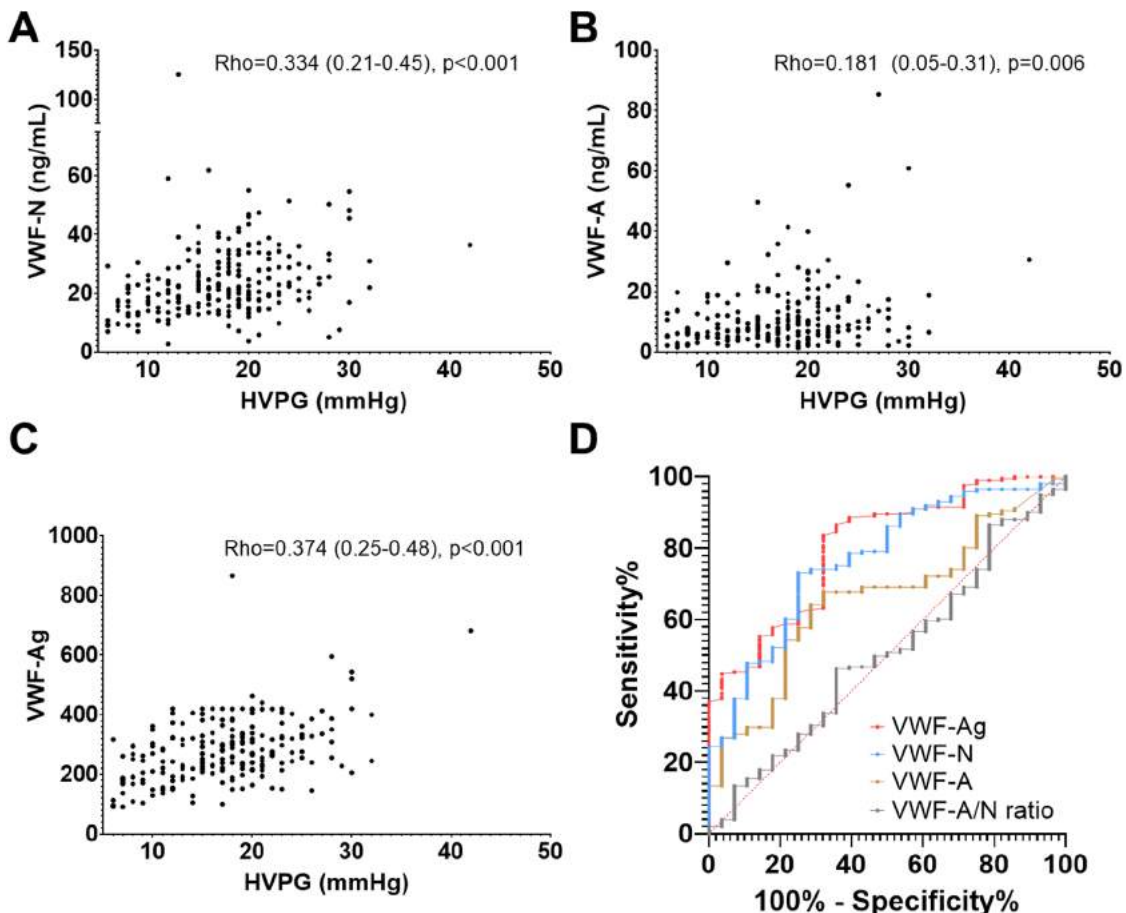 A
Rho=0.334 (0.21-0.45), p<0.001
VWF-N (ng/mL)
150
100
60
40
20
0
10
20
30
40
50
HVPG (mmHg)
B
Rho=0.181 (0.05-0.31), p=0.006
VWF-A (ng/mL)
100
80
60
40
20
0
10
20
30
40
50
HVPG (mmHg)
C
Rho=0.374 (0.25-0.48), p<0.001
VWF-Ag
1000
800
600
400
200
0
10
20
30
40
50
HVPG (mmHg)
D
Sensitivity%
100
80
60
40
20
0
VWF-Ag
VWF-N
VWF-A
VWF-A/N ratio
0
20
40
60
80
100
100% - Specificity%